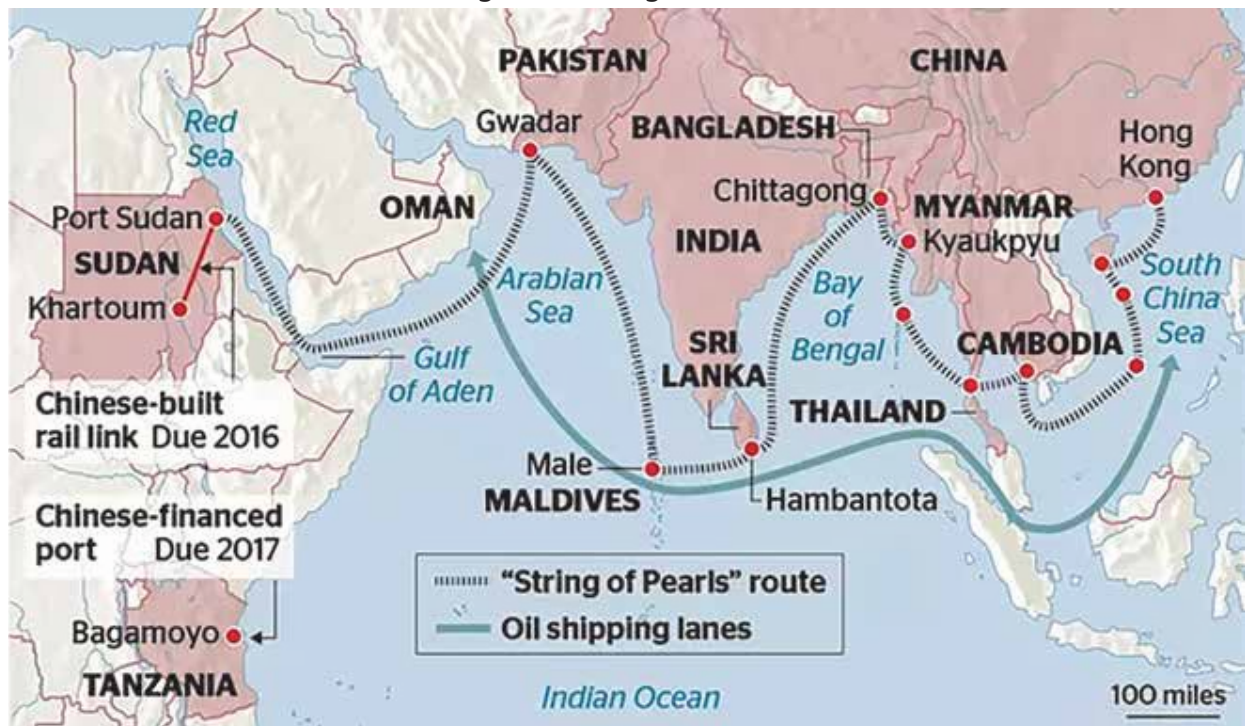 PAKISTAN
CHINA
Red
Sea
Gwadar
BANGLADESH
Hong
Kong
Port Sudan
OMAN
Chittagong
MYANMAR
SUDAN
INDIA
Kyaukpyu
Khartoum
Arabian
Sea
Bay
of
Bengal
South
China
Sea
Gulf
of Aden
SRI
LANKA
CAMBODIA
Chinese-built
rail link Due 2016
THAILAND
Male
MALDIVES
Hambantota
Chinese-financed
port Due 2017
"String of Pearls" route
Oil shipping lanes
Bagamoyo
TANZANIA
Indian Ocean
100 miles